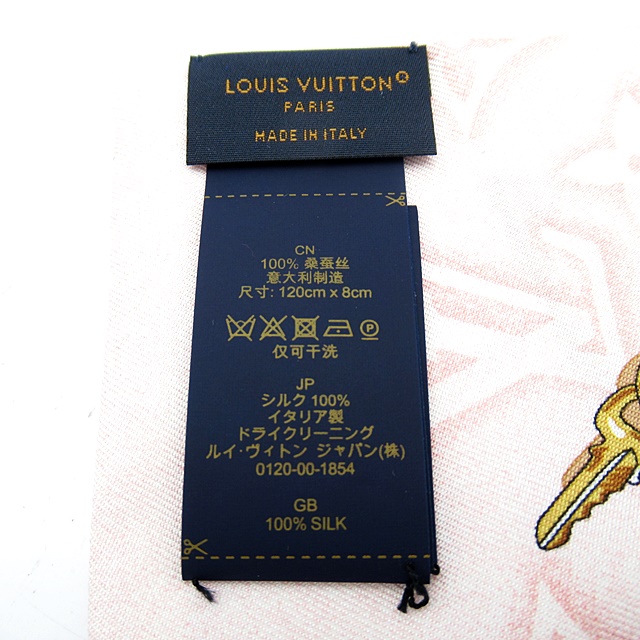 LOUIS VUITTON®
PARIS
MADE IN ITALY
CN
100% 桑蚕丝
意大利制造
尺寸: 120cm x 8cm
P
仅可干洗
JP
シルク 100%
イタリア製
ドライクリーニング
ルイ·ヴィトン ジャパン(株)
0120-00-1854
GB
100% SILK